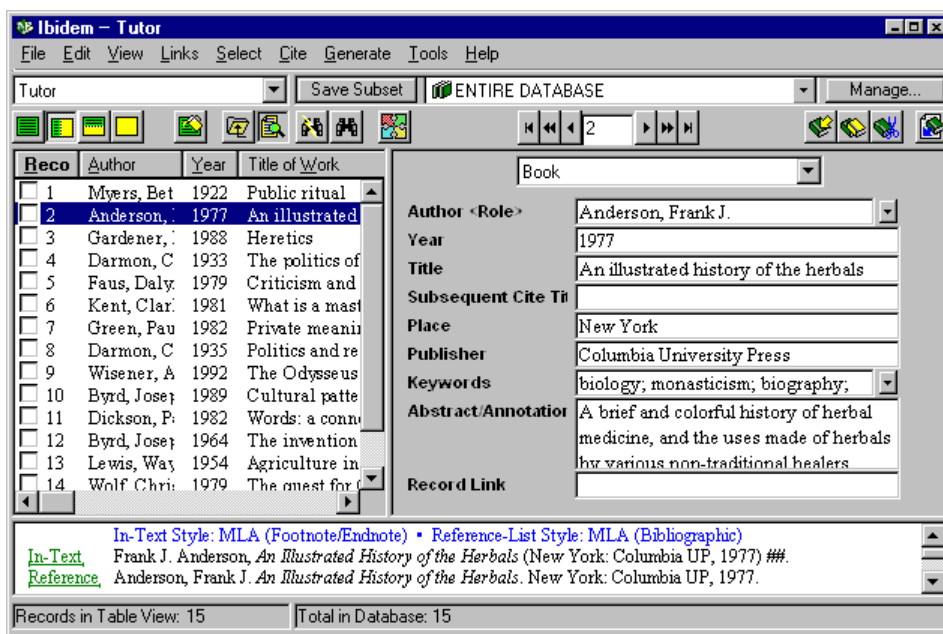 Ibidem – Tutor
File Edit View Links Select Cite Generate Tools Help
Tutor Save Subset ENTIRE DATABASE Manage...
2
Reco Author Year Title of Work
1 Myers, Bet 1922 Public ritual
2 Anderson, 1977 An illustrated
3 Gardener, 1988 Heretics
4 Darmon, C 1933 The politics of
5 Faus, Daly. 1979 Criticism and
6 Kent, Clar. 1981 What is a mast
7 Green, Pau 1982 Private meanin
8 Darmon, C 1935 Politics and re
9 Wisener, A 1992 The Odysseus
10 Byrd, Josep 1989 Cultural patte
11 Dickson, Pa 1982 Words: a conn
12 Byrd, Josep 1964 The invention
13 Lewis, Way 1954 Agriculture in
14 Wolf, Chri 1979 The quest for
Book
Author <Role> Anderson, Frank J.
Year 1977
Title An illustrated history of the herbals
Subsequent Cite Tit
Place New York
Publisher Columbia University Press
Keywords biology; monasticism; biography;
Abstract/Annotation A brief and colorful history of herbal
medicine, and the uses made of herbals
by various non-traditional healers
Record Link
In-Text Style: MLA (Footnote/Endnote) • Reference-List Style: MLA (Bibliographic)
In-Text Frank J. Anderson, An Illustrated History of the Herbals (New York: Columbia UP, 1977) ##.
Reference Anderson, Frank J. An Illustrated History of the Herbals. New York: Columbia UP, 1977.
Records in Table View: 15 Total in Database: 15